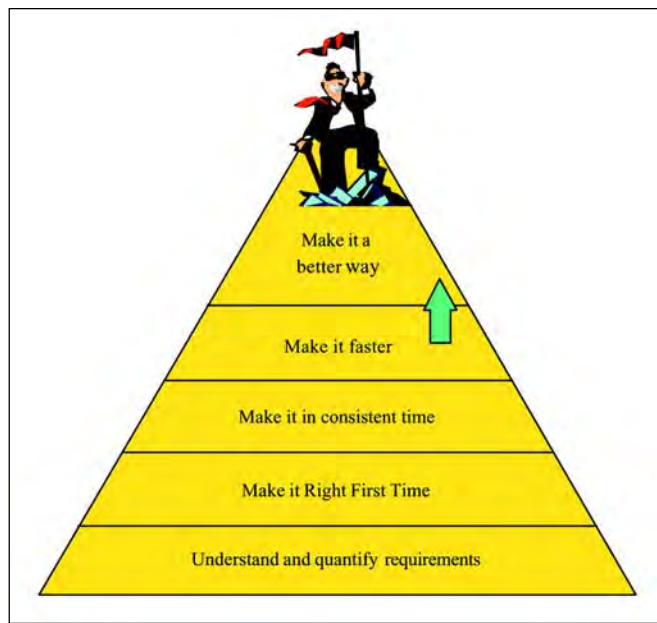 Make it a
better way
Make it faster
Make it in consistent time
Make it Right First Time
Understand and quantify requirements